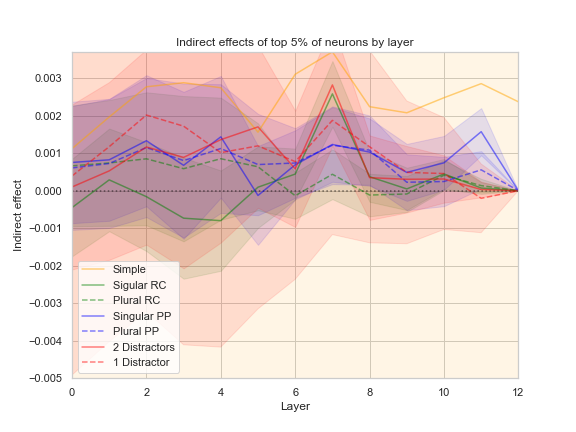 Indirect effects of top 5% of neurons by layer
Indirect effect
0.003
0.002
0.001
0.000
−0.001
−0.002
−0.003
−0.004
−0.005
Simple
Sigular RC
Plural RC
Singular PP
Plural PP
2 Distractors
1 Distractor
0 2 4 6 8 10 12
Layer